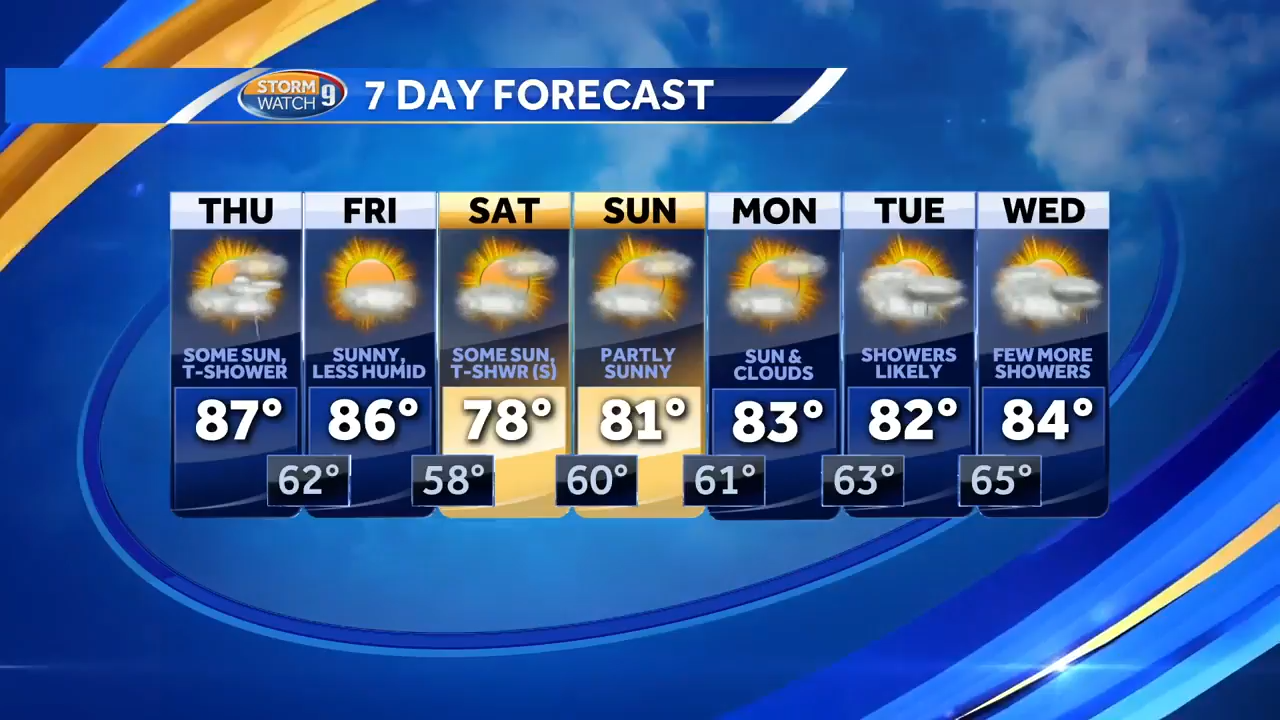 STORM
WATCH 9
7 DAY FORECAST
THU
SOME SUN,
T-SHOWER
87°
62°
FRI
SUNNY,
LESS HUMID
86°
58°
SAT
SOME SUN,
T-SHWR (S)
78°
60°
SUN
PARTLY
SUNNY
81°
61°
MON
SUN &
CLOUDS
83°
63°
TUE
SHOWERS
LIKELY
82°
65°
WED
FEW MORE
SHOWERS
84°